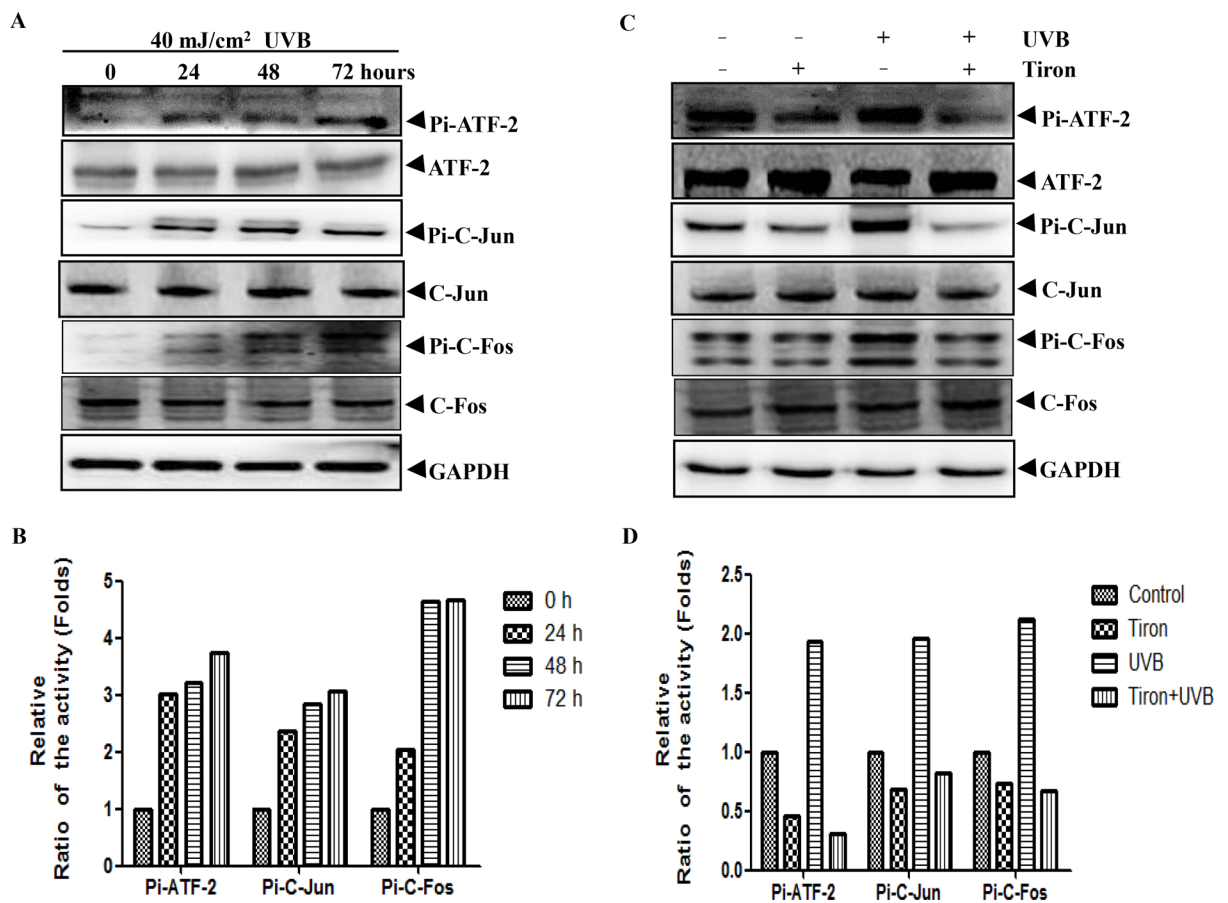 A
40 mJ/cm² UVB
0 24 48 72 hours
Pi-ATF-2
ATF-2
Pi-C-Jun
C-Jun
Pi-C-Fos
C-Fos
GAPDH
C
- - + + UVB
- + - + Tiron
Pi-ATF-2
ATF-2
Pi-C-Jun
C-Jun
Pi-C-Fos
C-Fos
GAPDH
B
Relative
Ratio of the activity (Folds)
5
4
3
2
1
0
Pi-ATF-2 Pi-C-Jun Pi-C-Fos
0 h
24 h
48 h
72 h
D
Relative
Ratio of the activity (Folds)
2.5
2.0
1.5
1.0
0.5
0.0
Pi-ATF-2 Pi-C-Jun Pi-C-Fos
Control
Tiron
UVB
Tiron+UVB